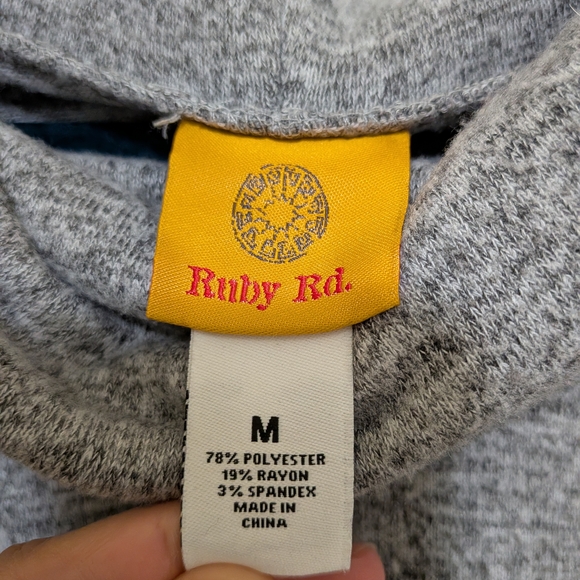 Ruby Rd.
M
78% POLYESTER
19% RAYON
3% SPANDEX
MADE IN
CHINA